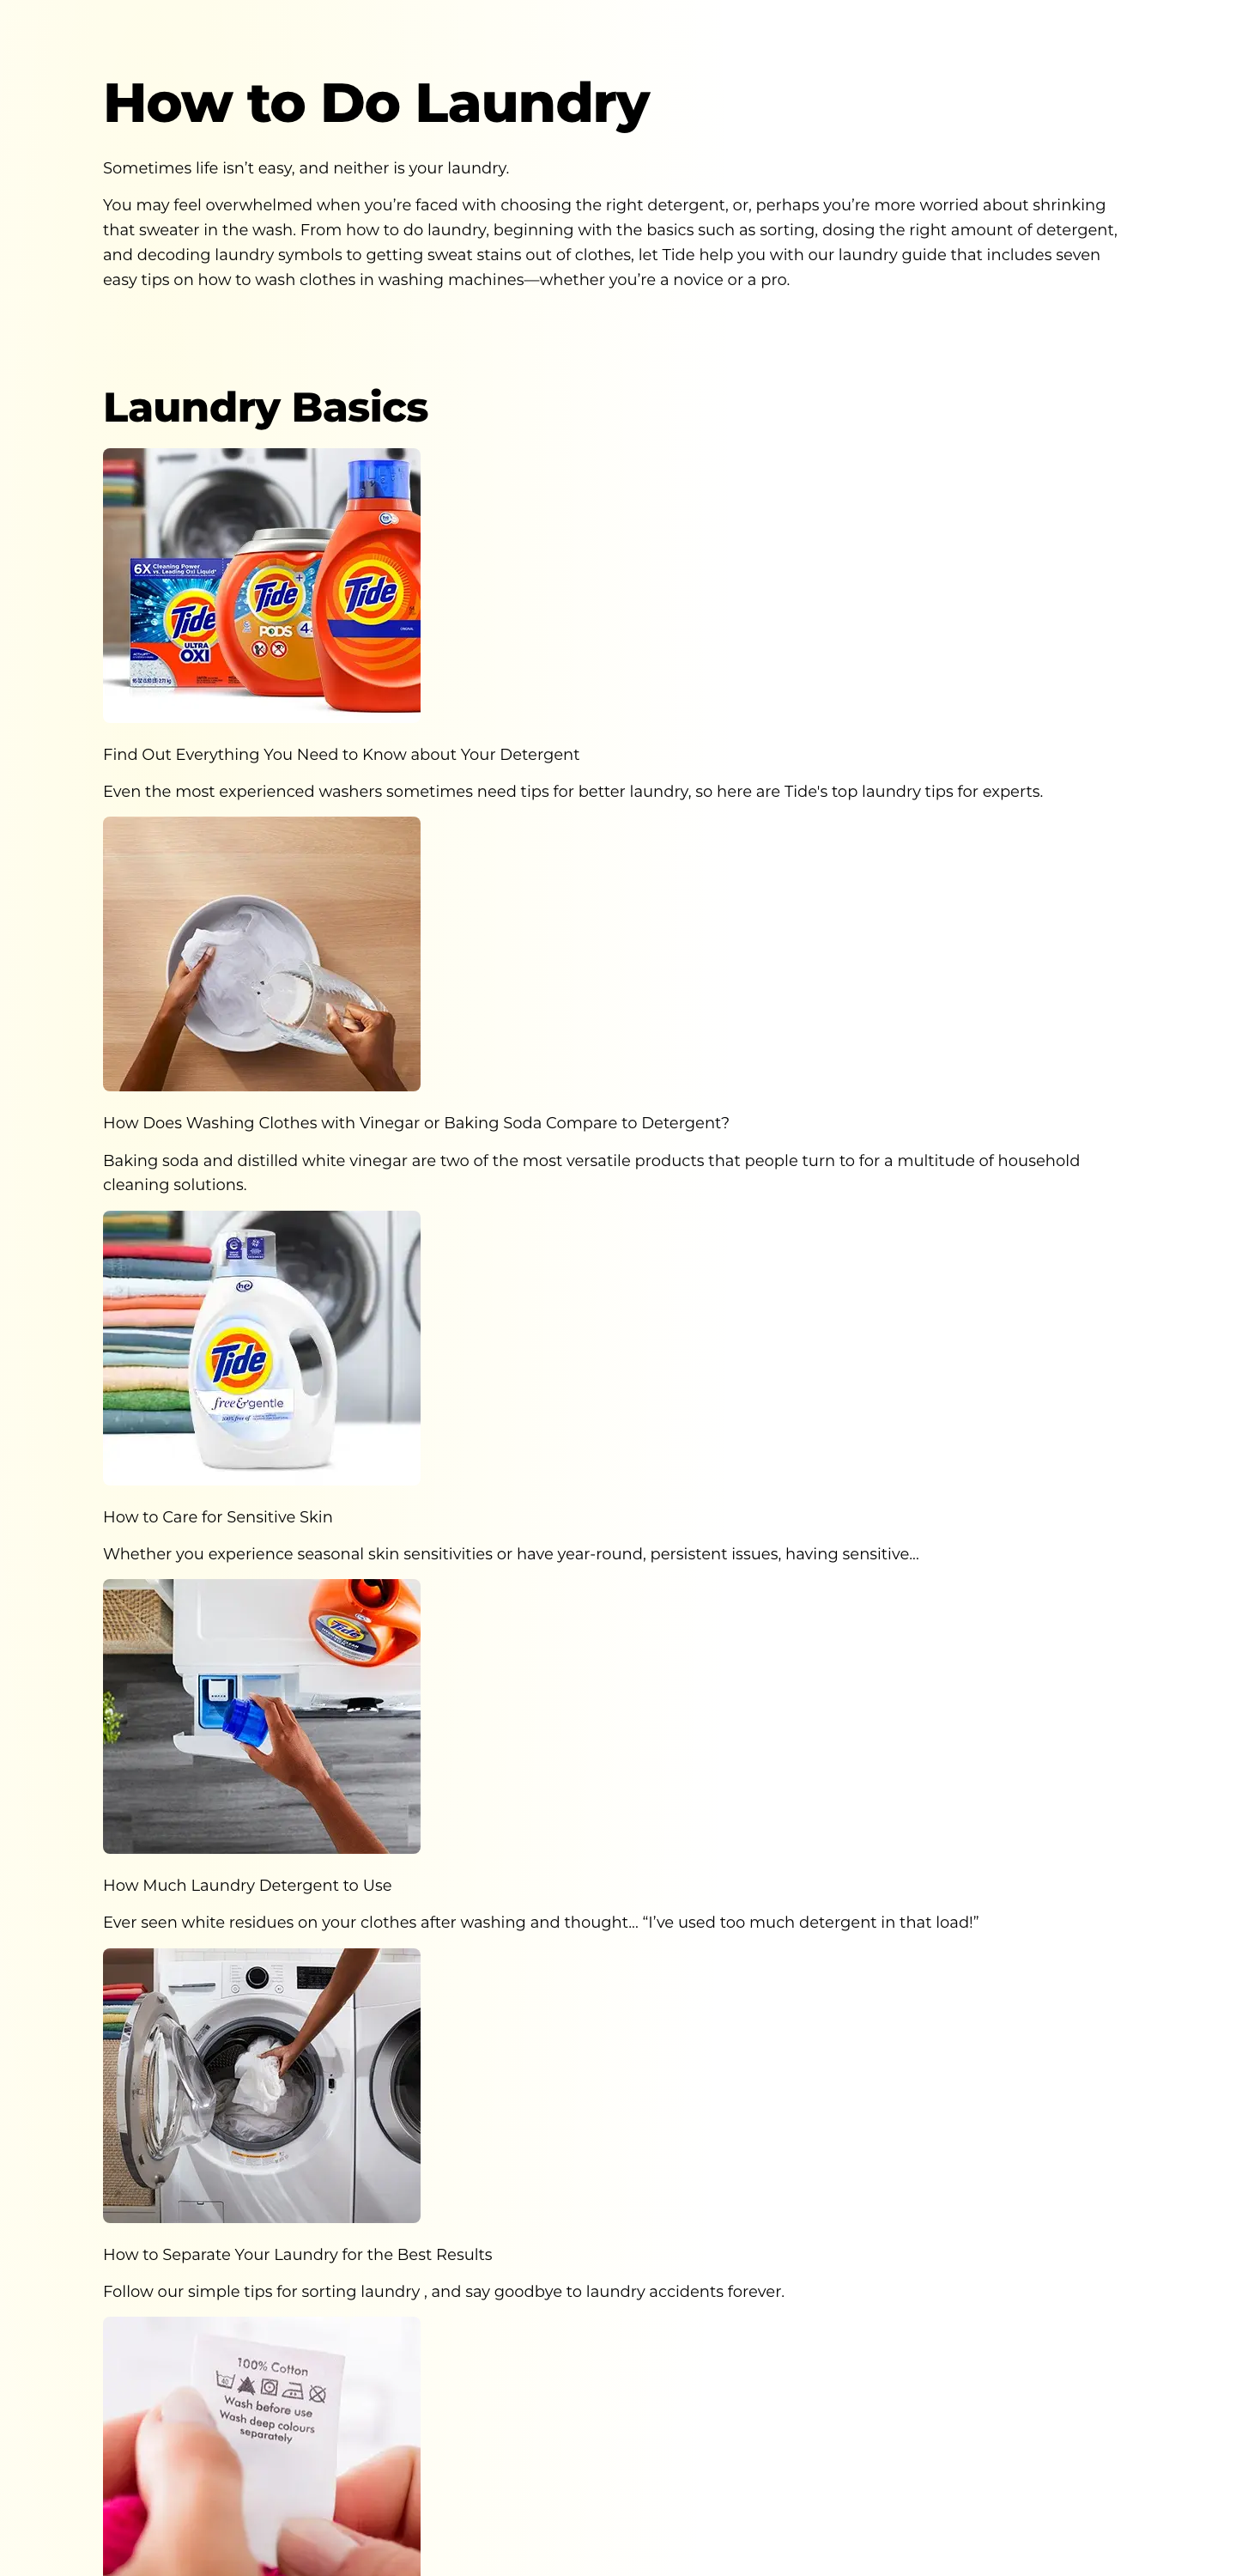 How to Do Laundry
Sometimes life isn’t easy, and neither is your laundry.
You may feel overwhelmed when you’re faced with choosing the right detergent, or, perhaps you’re more worried about shrinking
that sweater in the wash. From how to do laundry, beginning with the basics such as sorting, dosing the right amount of detergent,
and decoding laundry symbols to getting sweat stains out of clothes, let Tide help you with our laundry guide that includes seven
easy tips on how to wash clothes in washing machines—whether you’re a novice or a pro.
Laundry Basics
6X Cleaning Power
vs. Leading Oxi Liquid*
Tide
ULTRA
OXI
Tide
PODS
4
Tide
ORIGINAL
Find Out Everything You Need to Know about Your Detergent
Even the most experienced washers sometimes need tips for better laundry, so here are Tide's top laundry tips for experts.
How Does Washing Clothes with Vinegar or Baking Soda Compare to Detergent?
Baking soda and distilled white vinegar are two of the most versatile products that people turn to for a multitude of household
cleaning solutions.
he
Tide
free & gentle
100% free of
How to Care for Sensitive Skin
Whether you experience seasonal skin sensitivities or have year-round, persistent issues, having sensitive...
Tide
How Much Laundry Detergent to Use
Ever seen white residues on your clothes after washing and thought... “I’ve used too much detergent in that load!”
How to Separate Your Laundry for the Best Results
Follow our simple tips for sorting laundry , and say goodbye to laundry accidents forever.
100% Cotton
Wash before use
Wash deep colours
separately